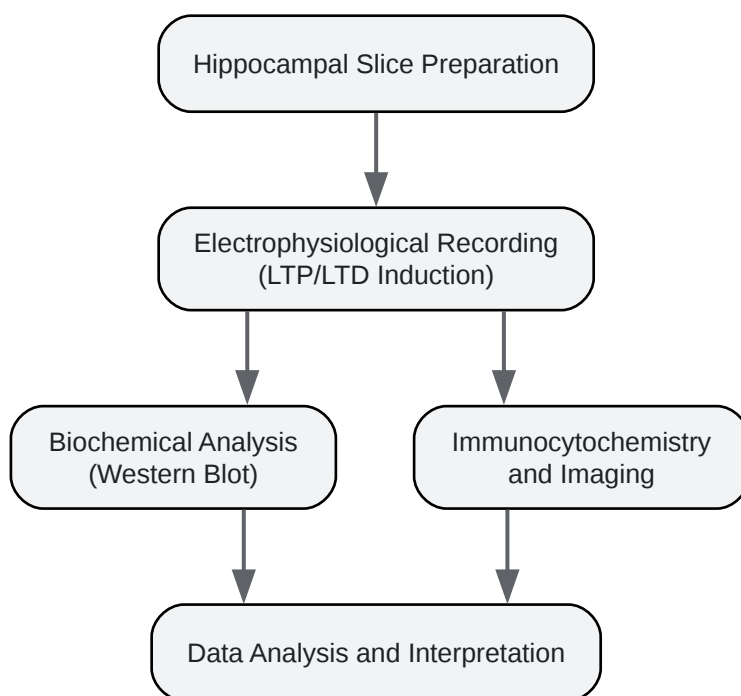 Hippocampal Slice Preparation
Electrophysiological Recording
(LTP/LTD Induction)
Biochemical Analysis
(Western Blot)
Immunocytochemistry
and Imaging
Data Analysis and Interpretation